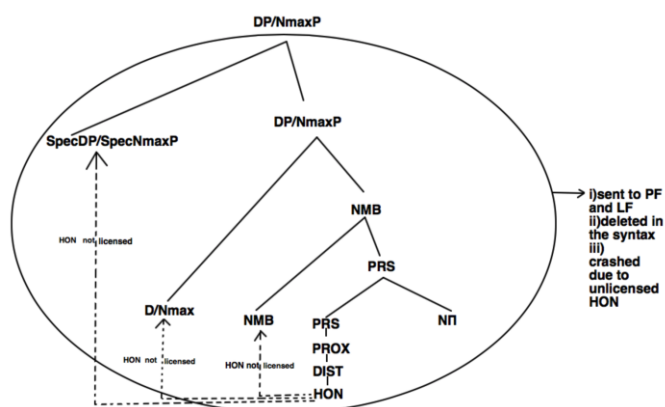 DP/NmaxP
DP/NmaxP
SpecDP/SpecNmaxP
i)sent to PF
and LF
ii)deleted in
the syntax
iii)
crashed
due to
unlicensed
HON
NMB
HON not licensed
PRS
D/Nmax
NMB
PRS
NΠ
PROX
HON not licensed
HON not licensed
DIST
HON